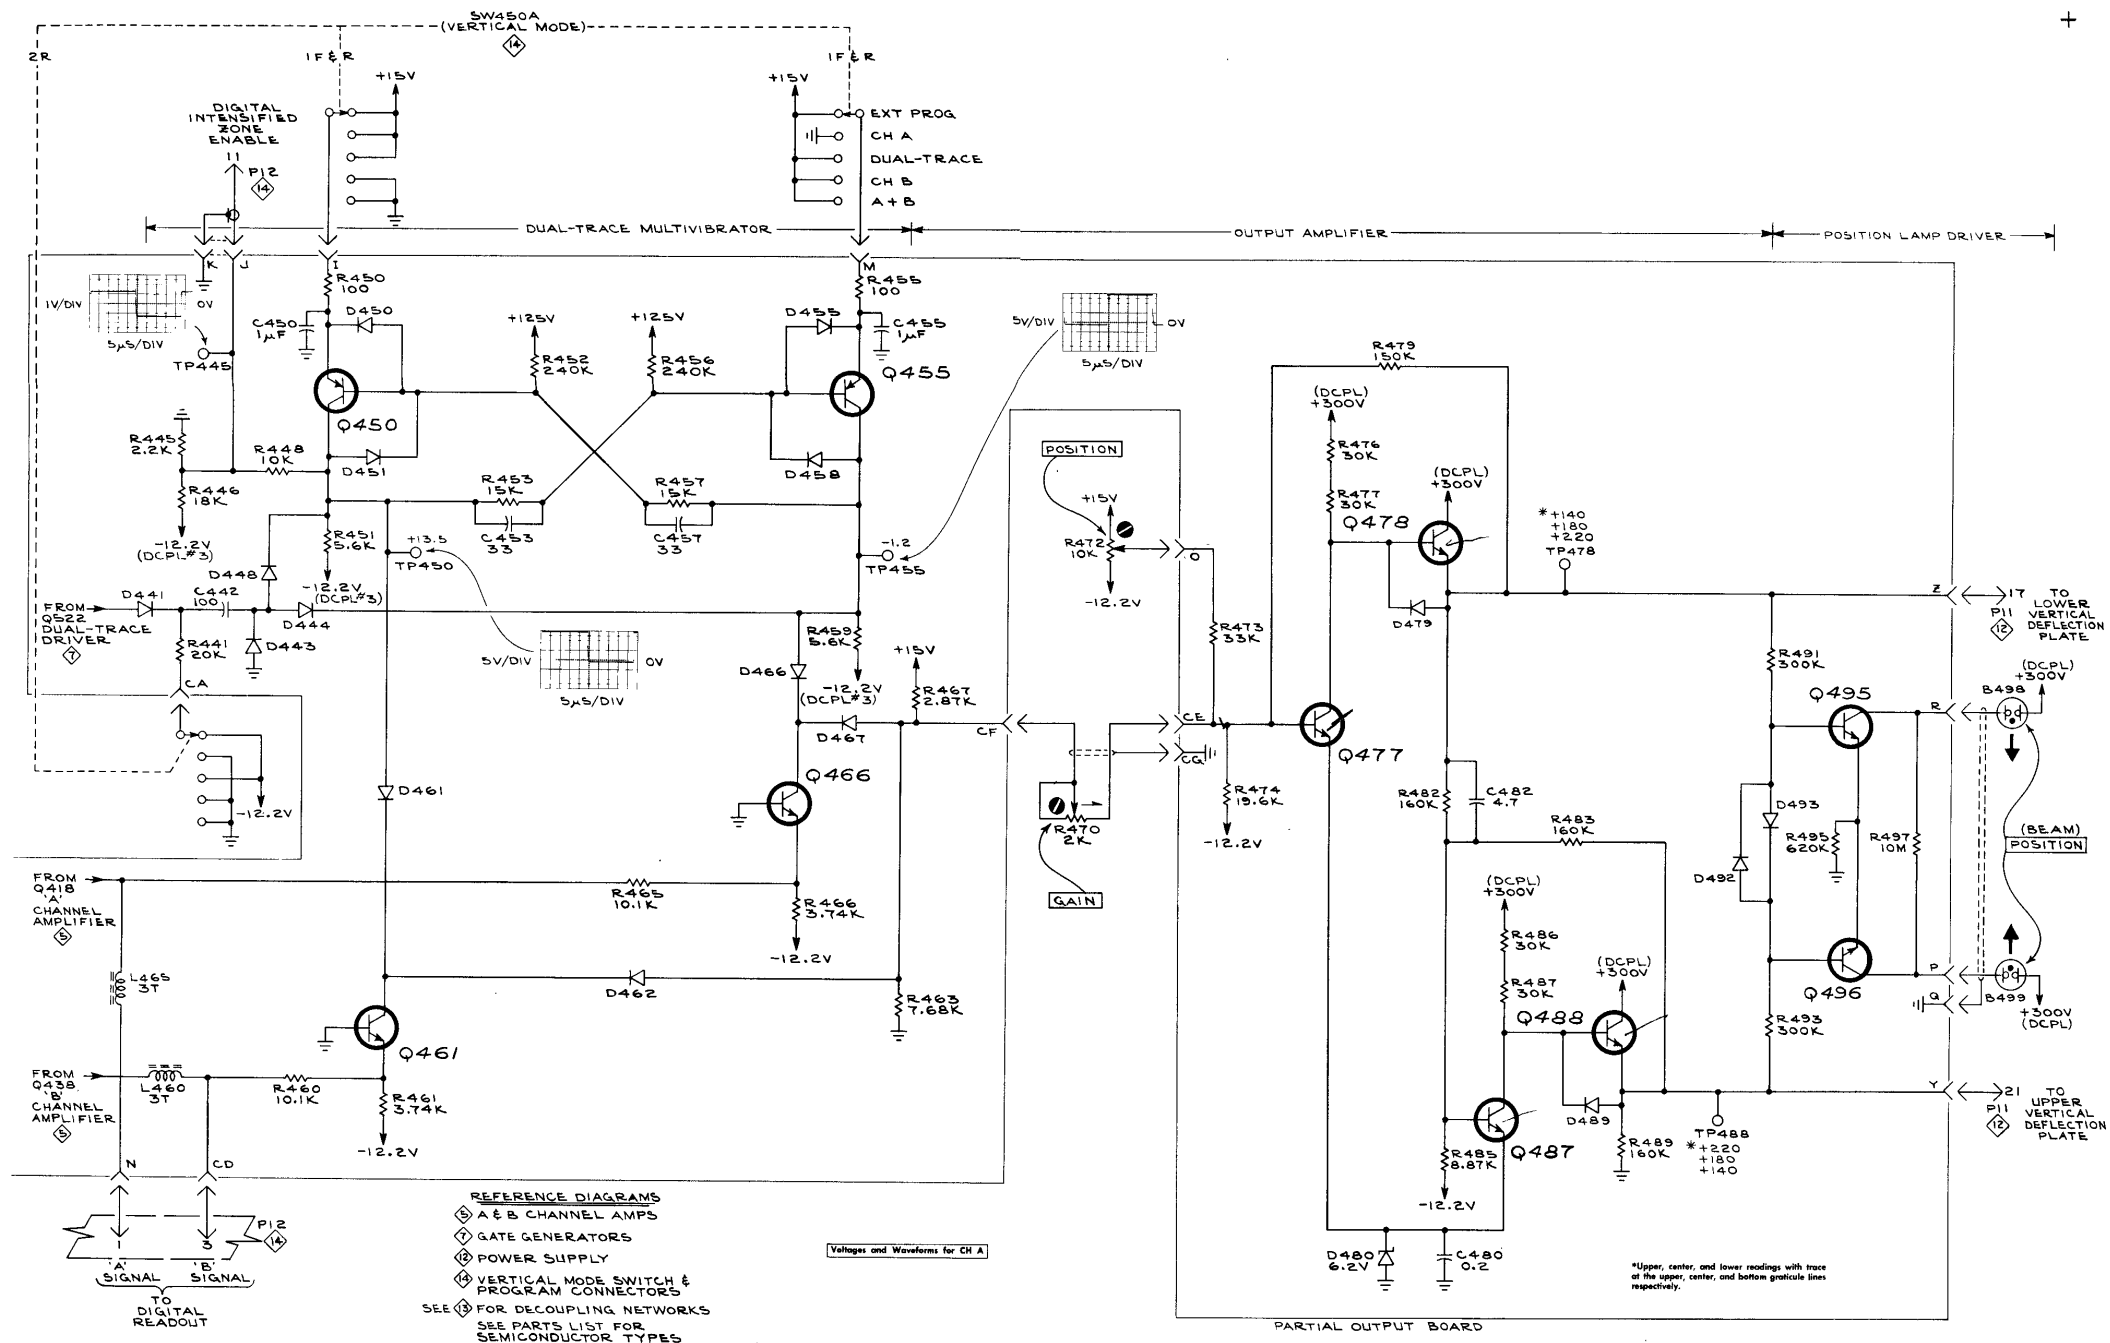 SW450A
(VERTICAL MODE)
14
2R
1F & R
1F & R
+15V
+15V
DIGITAL
INTENSIFIED
ZONE
ENABLE
11
P12
14
EXT PROG
CH A
DUAL-TRACE
CH B
A+B
DUAL-TRACE MULTIVIBRATOR
OUTPUT AMPLIFIER
POSITION LAMP DRIVER
K
J
I
M
1V/DIV
0V
5µS/DIV
TP445
R450
100
D450
C450
1µF
+125V
+125V
R452
240K
R456
240K
D455
R455
100
C455
1µF
Q450
Q455
5V/DIV
0V
5µS/DIV
R445
2.2K
R448
10K
D451
R446
18K
-12.2V
(DCPL#3)
R453
15K
C453
33
R457
15K
C457
33
D458
R451
5.6K
+13.5
TP450
-1.2
TP455
-12.2V
(DCPL#3)
D448
D441
C442
100
D444
D443
R441
20K
FROM
Q522
DUAL-TRACE
DRIVER
7
CA
-12.2V
5V/DIV
0V
5µS/DIV
D466
R459
5.6K
-12.2V
(DCPL#3)
+15V
R467
2.87K
D467
CF
Q466
D461
FROM
Q418
'A'
CHANNEL
AMPLIFIER
5
R465
10.1K
R466
3.74K
-12.2V
L465
3T
D462
R463
7.68K
Q461
FROM
Q438
'B'
CHANNEL
AMPLIFIER
5
L460
3T
R460
10.1K
R461
3.74K
-12.2V
N
CD
P12
14
1
3
'A'
SIGNAL
'B'
SIGNAL
TO
DIGITAL
READOUT
POSITION
+15V
R472
10K
-12.2V
O
R473
33K
CE
CG
R474
19.6K
-12.2V
R470
2K
GAIN
R479
150K
(DCPL)
+300V
R476
30K
R477
30K
(DCPL)
+300V
Q478
*+140
+180
+220
TP478
D479
Q477
R482
160K
C482
4.7
R483
160K
(DCPL)
+300V
R486
30K
R487
30K
(DCPL)
+300V
Q488
D489
Q487
R485
8.87K
-12.2V
R489
160K
TP488
*+220
+180
+140
D480
6.2V
C480
0.2
Z
17
P11
12
TO
LOWER
VERTICAL
DEFLECTION
PLATE
R491
300K
Q495
(DCPL)
+300V
B498
R
D493
D492
R495
620K
R497
10M
(BEAM)
POSITION
Q496
P
Q
B499
+300V
(DCPL)
R493
300K
Y
21
P11
12
TO
UPPER
VERTICAL
DEFLECTION
PLATE
REFERENCE DIAGRAMS
5 A & B CHANNEL AMPS
7 GATE GENERATORS
12 POWER SUPPLY
14 VERTICAL MODE SWITCH &
PROGRAM CONNECTORS
SEE 13 FOR DECOUPLING NETWORKS
SEE PARTS LIST FOR
SEMICONDUCTOR TYPES
Voltages and Waveforms for CH A
*Upper, center, and lower readings with trace
at the upper, center, and bottom graticule lines
respectively.
PARTIAL OUTPUT BOARD